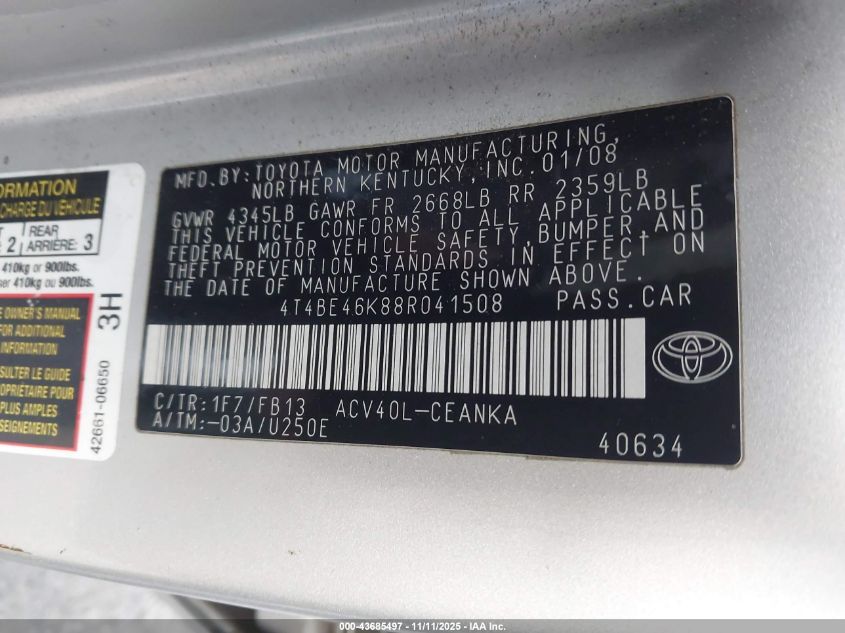 ORMATION
CHARGE DU VÉHICULE
2
REAR
ARRIÈRE: 3
410kg or 900lbs.
ser 410kg ou 900lbs.
E OWNER'S MANUAL
FOR ADDITIONAL
INFORMATION
SULTER LE GUIDE
OPRIÉTAIRE POUR
PLUS AMPLES
SEIGNEMENTS
3H
42661-06650
MFD.BY:TOYOTA MOTOR MANUFACTURING,
NORTHERN KENTUCKY,INC.01/08
GVWR 4345LB GAWR FR 2668LB RR 2359LB
THIS VEHICLE CONFORMS TO ALL APPLICABLE
FEDERAL MOTOR VEHICLE SAFETY,BUMPER,AND
THEFT PREVENTION STANDARDS IN EFFECT ON
THE DATE OF MANUFACTURE SHOWN ABOVE.
4T4BE46K88R041508 PASS.CAR
C/TR:1F7/FB13 ACV40L-CEANKA
A/TM:-03A/U250E
40634
000-43685497 - 11/11/2025 - IAA Inc.